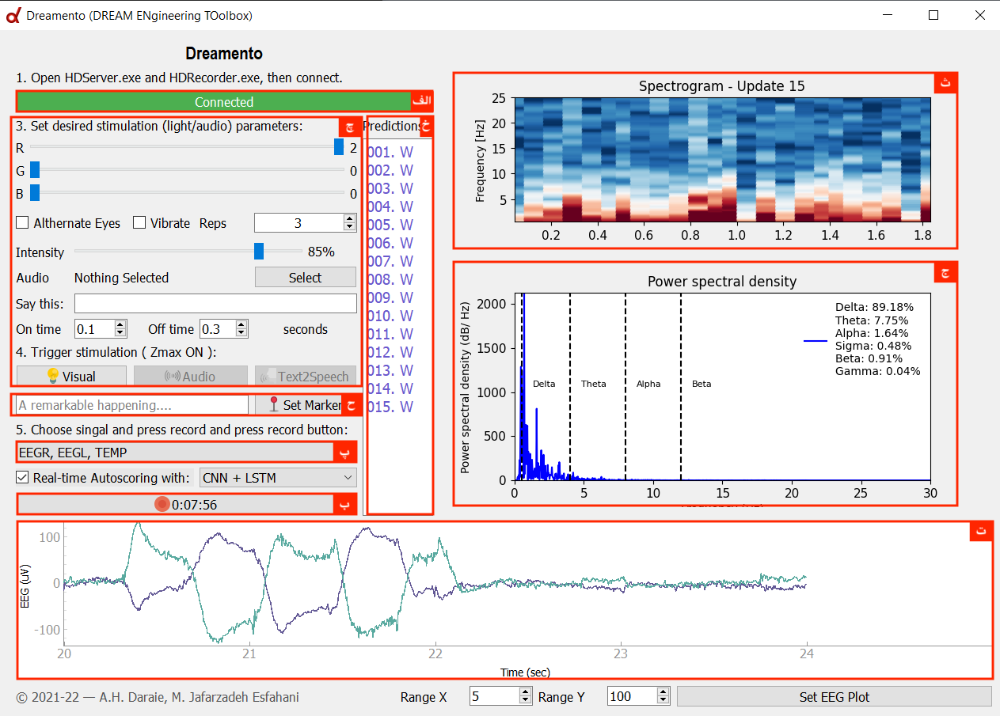 Dreamento (DREAM ENgineering TOolbox)
Dreamento
1. Open HDServer.exe and HDRecorder.exe, then connect.
Connected
الف
3. Set desired stimulation (light/audio) parameters:
چ
R
2
G
0
B
0
Althernate Eyes
Vibrate
Reps
3
Intensity
85%
Audio
Nothing Selected
Select
Say this:
On time
0.1
Off time
0.3
seconds
4. Trigger stimulation ( Zmax ON ):
Visual
Audio
Text2Speech
A remarkable happening....
Set Marker
ح
5. Choose singal and press record and press record button:
EEGR, EEGL, TEMP
پ
Real-time Autoscoring with:
CNN + LSTM
0:07:56
ب
Predictions
خ
001. W
002. W
003. W
004. W
005. W
006. W
007. W
008. W
009. W
010. W
011. W
012. W
013. W
014. W
015. W
ث
Spectrogram - Update 15
Frequency [Hz]
25
20
15
10
5
0.2 0.4 0.6 0.8 1.0 1.2 1.4 1.6 1.8
ج
Power spectral density
Power spectral density (dB/ Hz)
2000
1500
1000
500
0
Delta: 89.18%
Theta: 7.75%
Alpha: 1.64%
Sigma: 0.48%
Beta: 0.91%
Gamma: 0.04%
Delta Theta Alpha Beta
0 5 10 15 20 25 30
ت
EEG (uV)
100
0
-100
20 21 22 23 24
Time (sec)
© 2021-22 — A.H. Daraie, M. Jafarzadeh Esfahani
Range X
5
Range Y
100
Set EEG Plot